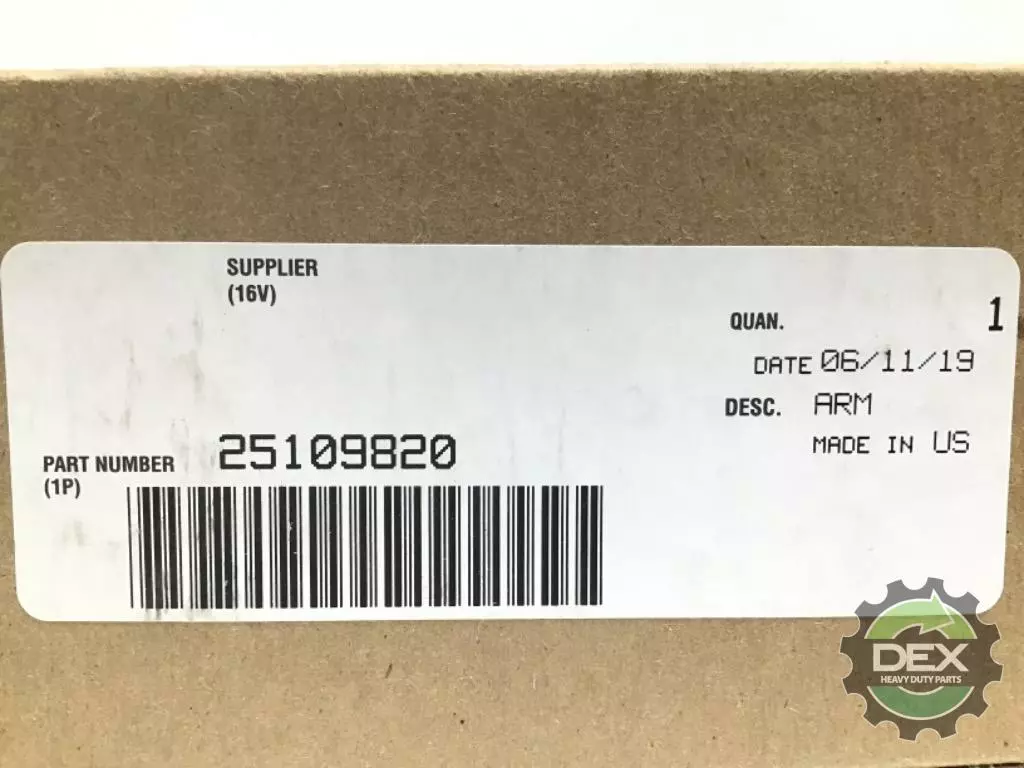 SUPPLIER
(16V)
QUAN. 1
DATE 06/11/19
DESC. ARM
MADE IN US
PART NUMBER 25109820
(1P)
DEX
HEAVY DUTY PARTS